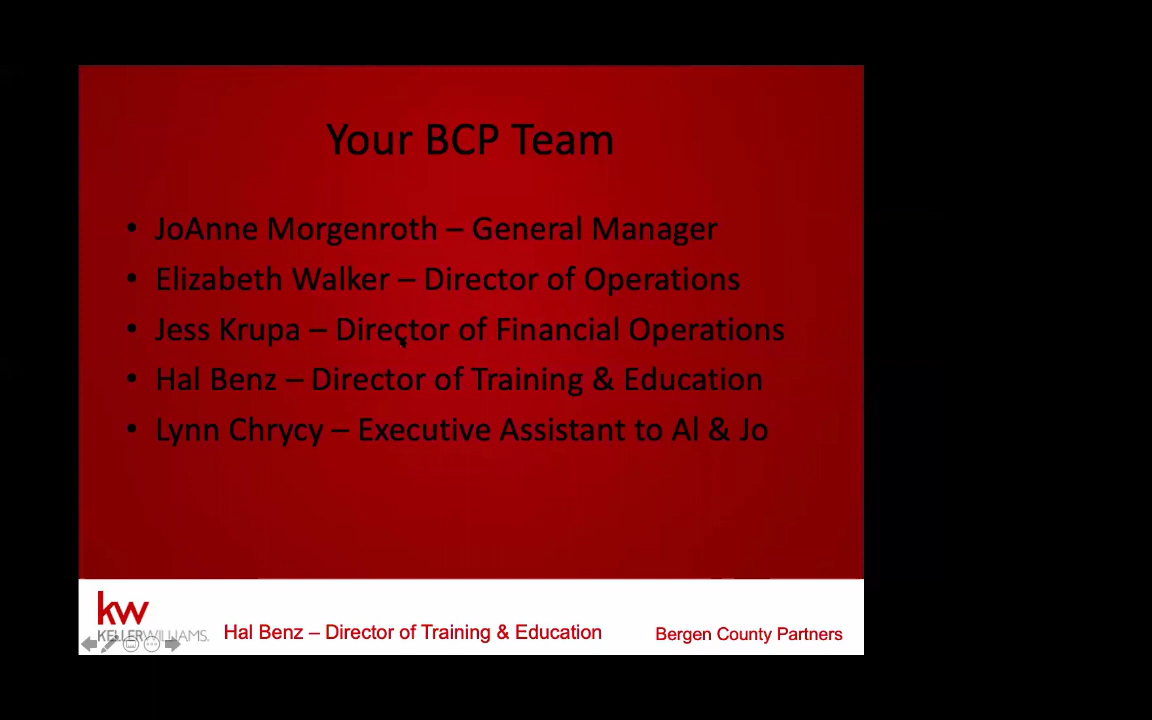 Your BCP Team
• JoAnne Morgenroth – General Manager
• Elizabeth Walker – Director of Operations
• Jess Krupa – Director of Financial Operations
• Hal Benz – Director of Training & Education
• Lynn Chrycy – Executive Assistant to Al & Jo
kw
KELLERWILLIAMS.
Hal Benz – Director of Training & Education
Bergen County Partners